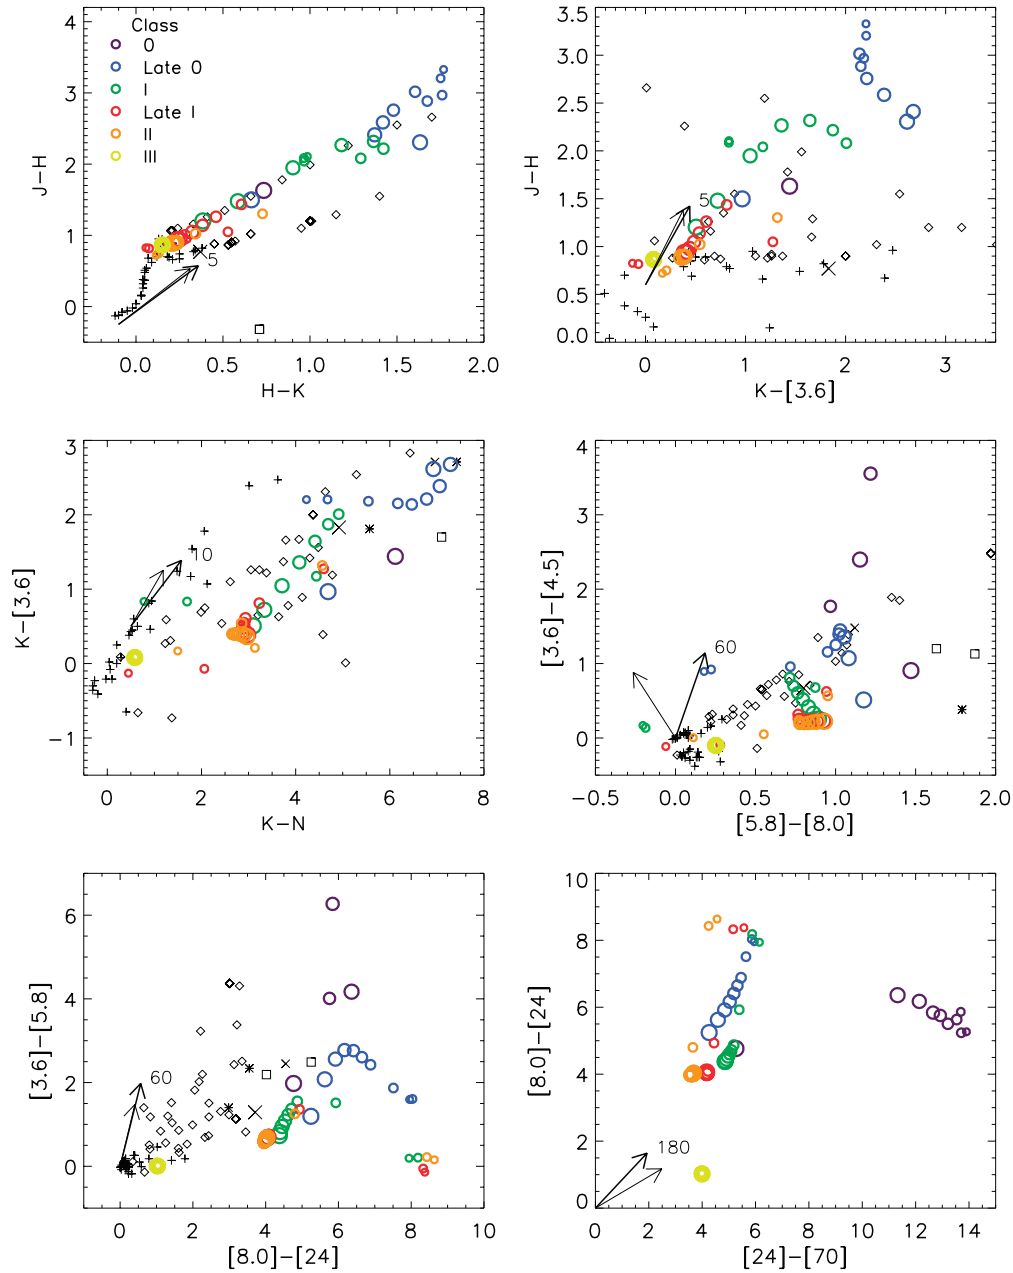 4
3
2
1
0
J-H
Class
0
Late 0
I
Late I
II
III
5
0.0 0.5 1.0 1.5 2.0
H-K
3.5
3.0
2.5
2.0
1.5
1.0
0.5
0.0
J-H
5
0 1 2 3
K-[3.6]
3
2
1
0
-1
K-[3.6]
10
0 2 4 6 8
K-N
4
3
2
1
0
[3.6]-[4.5]
60
-0.5 0.0 0.5 1.0 1.5 2.0
[5.8]-[8.0]
6
4
2
0
[3.6]-[5.8]
60
0 2 4 6 8 10
[8.0]-[24]
10
8
6
4
2
0
[8.0]-[24]
180
0 2 4 6 8 10 12 14
[24]-[70]